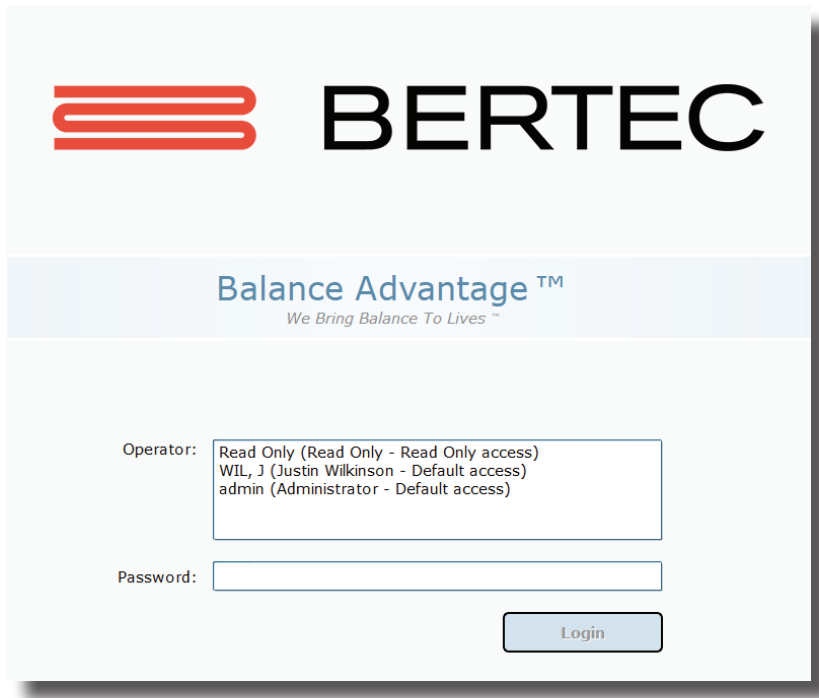 BERTEC
Balance Advantage ™
We Bring Balance To Lives ™
Operator:
Read Only (Read Only - Read Only access)
WIL, J (Justin Wilkinson - Default access)
admin (Administrator - Default access)
Password:
Login